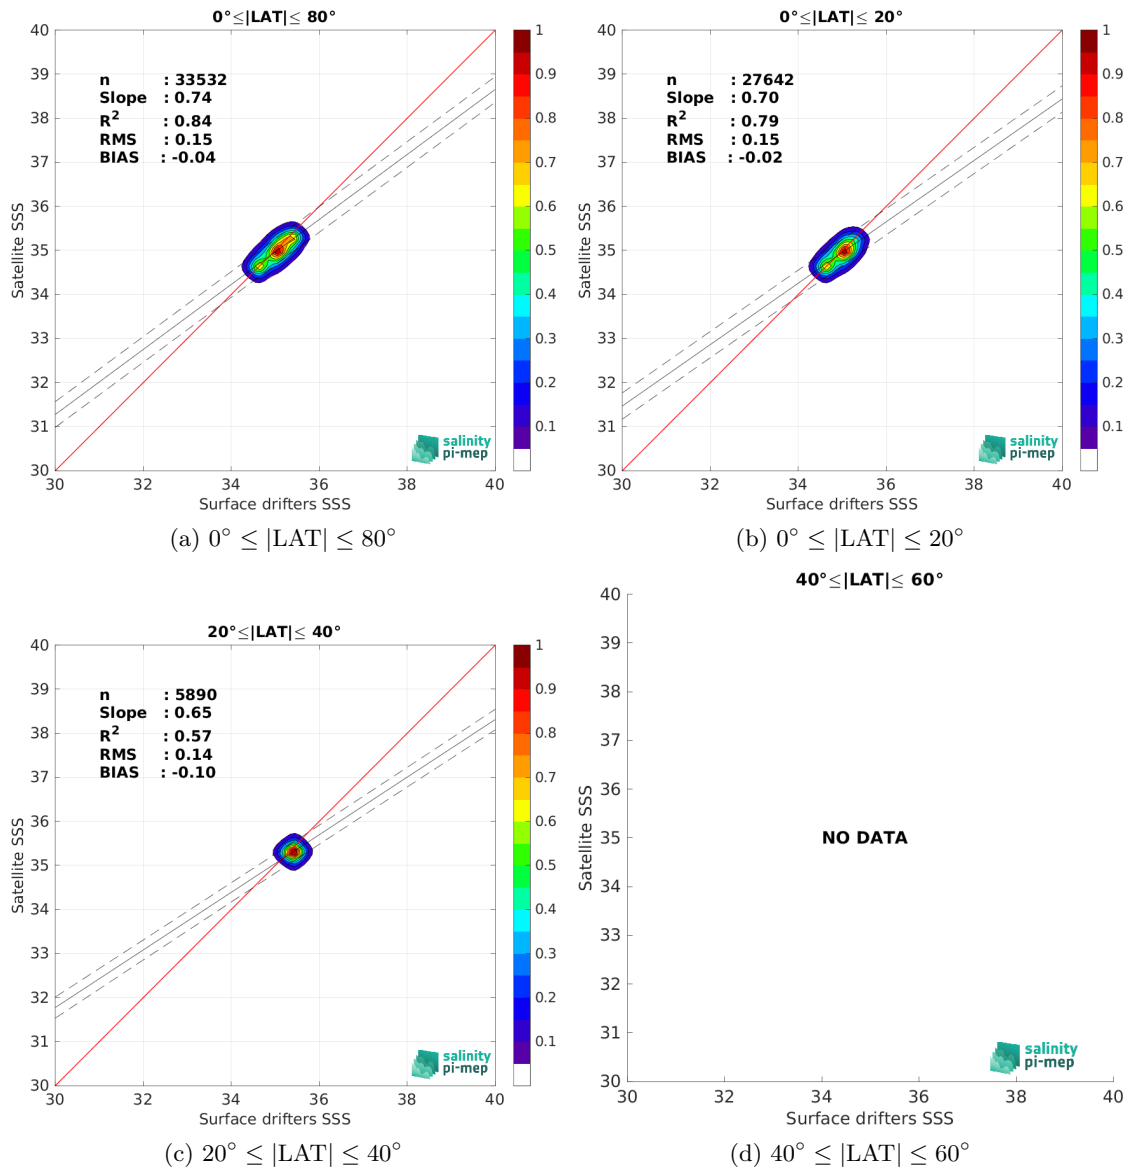 0°≤|LAT|≤ 80°
40
39
38
37
36
35
34
33
32
31
30
Satellite SSS
n : 33532
Slope : 0.74
R² : 0.84
RMS : 0.15
BIAS : -0.04
salinity
pi-mep
30 32 34 36 38 40
Surface drifters SSS
1
0.9
0.8
0.7
0.6
0.5
0.4
0.3
0.2
0.1
(a) 0° ≤ |LAT| ≤ 80°
0°≤|LAT|≤ 20°
40
39
38
37
36
35
34
33
32
31
30
Satellite SSS
n : 27642
Slope : 0.70
R² : 0.79
RMS : 0.15
BIAS : -0.02
salinity
pi-mep
30 32 34 36 38 40
Surface drifters SSS
1
0.9
0.8
0.7
0.6
0.5
0.4
0.3
0.2
0.1
(b) 0° ≤ |LAT| ≤ 20°
20°≤|LAT|≤ 40°
40
39
38
37
36
35
34
33
32
31
30
Satellite SSS
n : 5890
Slope : 0.65
R² : 0.57
RMS : 0.14
BIAS : -0.10
salinity
pi-mep
30 32 34 36 38 40
Surface drifters SSS
1
0.9
0.8
0.7
0.6
0.5
0.4
0.3
0.2
0.1
(c) 20° ≤ |LAT| ≤ 40°
40°≤|LAT|≤ 60°
40
39
38
37
36
35
34
33
32
31
30
Satellite SSS
NO DATA
salinity
pi-mep
30 32 34 36 38 40
Surface drifters SSS
(d) 40° ≤ |LAT| ≤ 60°